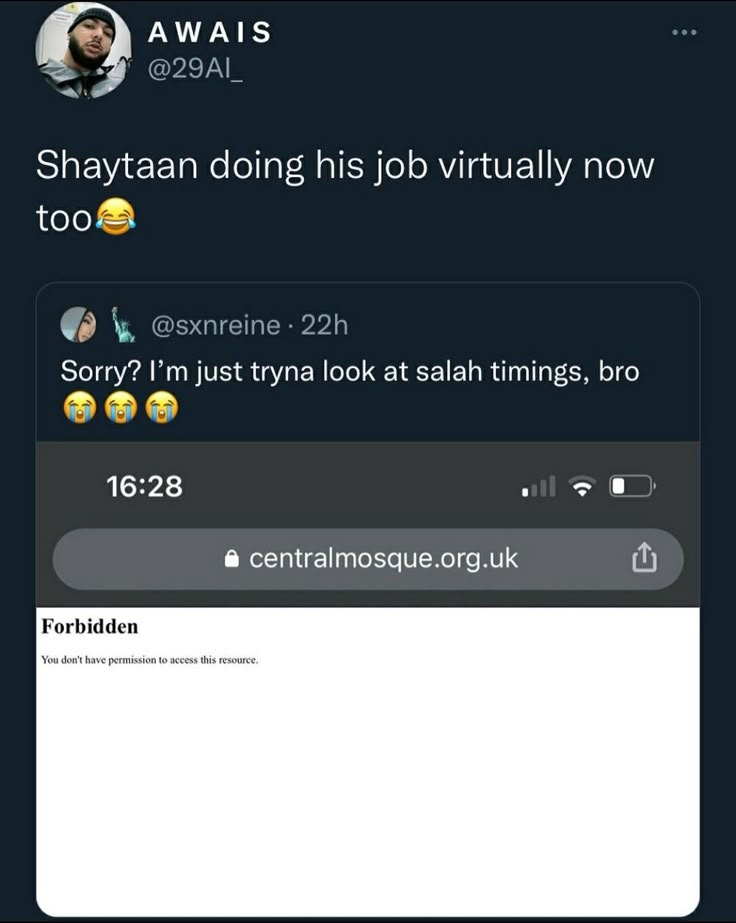 AWAIS
@29AI_
Shaytaan doing his job virtually now
too😂
@sxnreine · 22h
Sorry? I'm just tryna look at salah timings, bro
😭😭😭
16:28
centralmosque.org.uk
Forbidden
You don't have permission to access this resource.